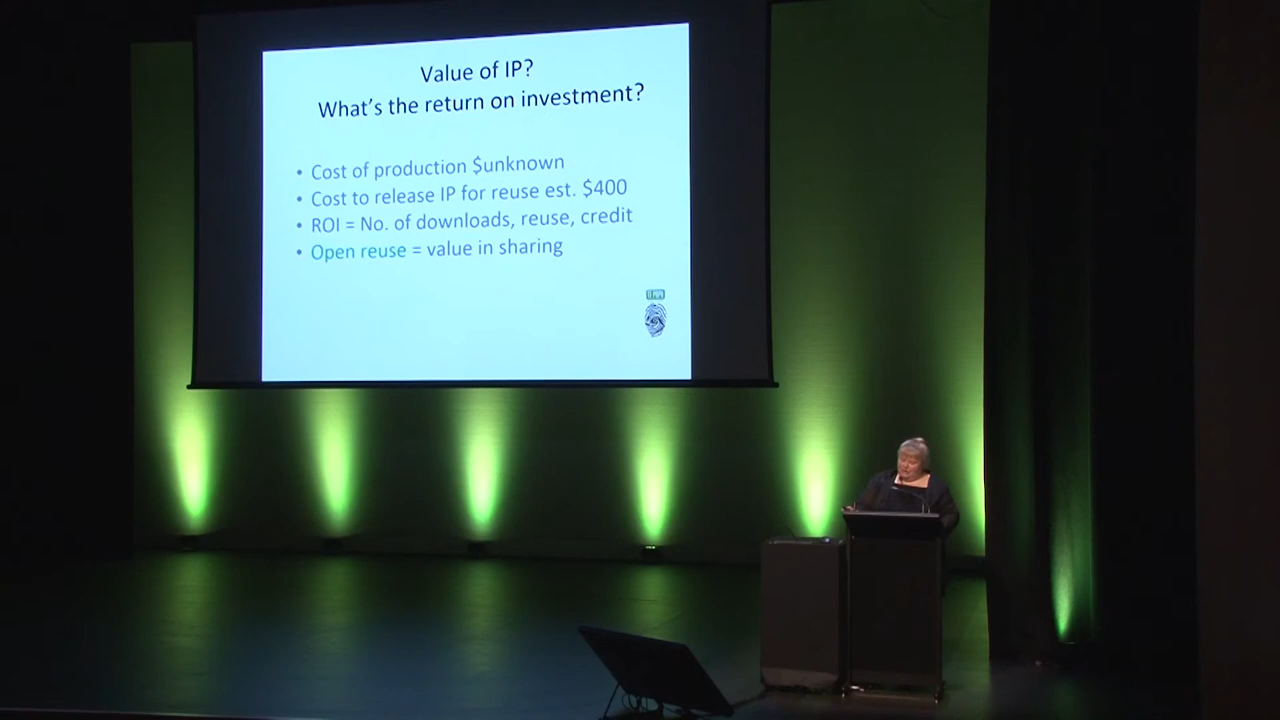 Value of IP?
What's the return on investment?
• Cost of production $unknown
• Cost to release IP for reuse est. $400
• ROI = No. of downloads, reuse, credit
• Open reuse = value in sharing